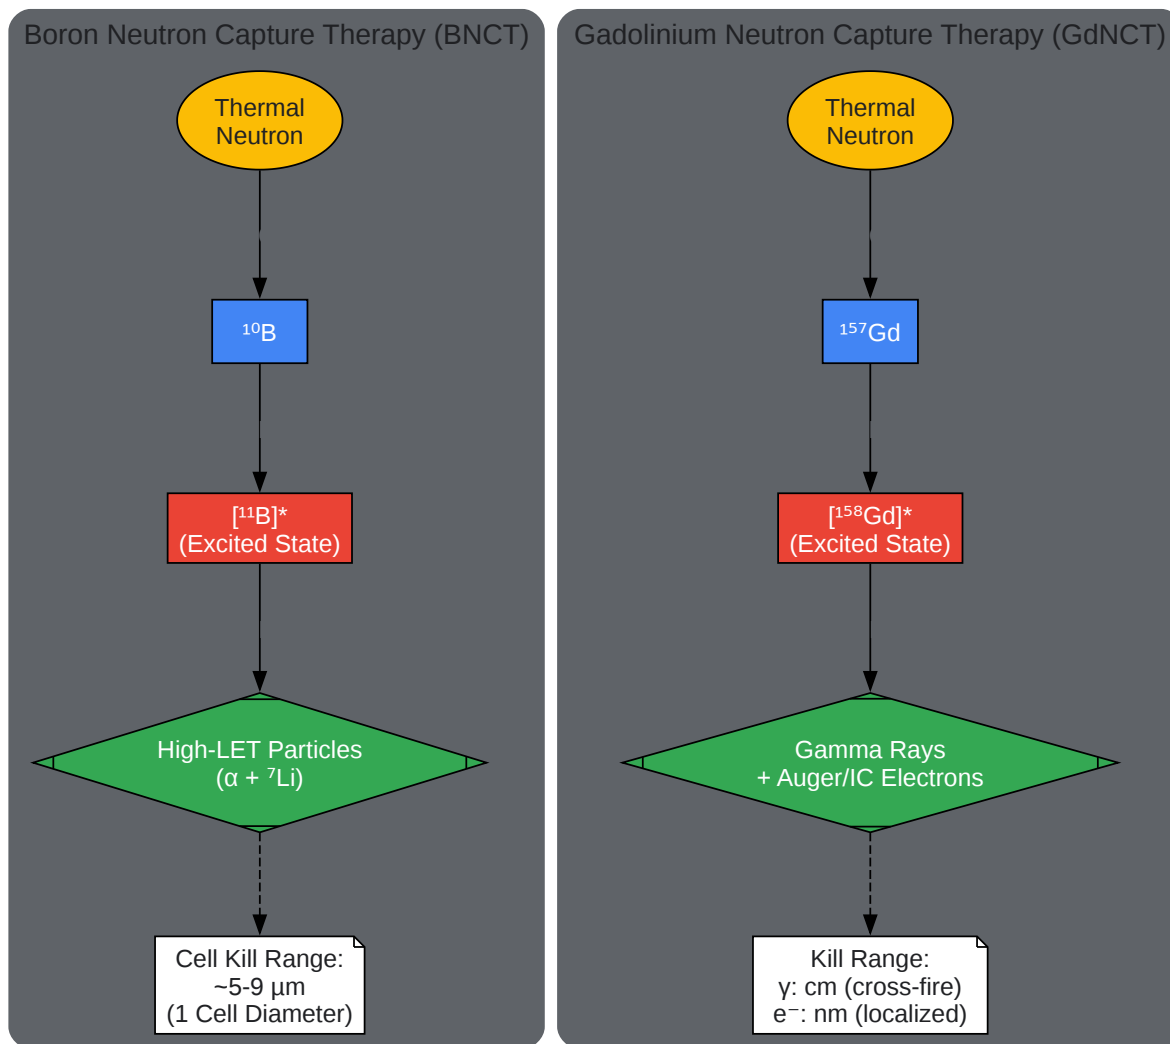 Boron Neutron Capture Therapy (BNCT)
Thermal
Neutron
¹⁰B
[¹¹B]*
(Excited State)
High-LET Particles
(α + ⁷Li)
Cell Kill Range:
~5-9 µm
(1 Cell Diameter)
Gadolinium Neutron Capture Therapy (GdNCT)
Thermal
Neutron
¹⁵⁷Gd
[¹⁵⁸Gd]*
(Excited State)
Gamma Rays
+ Auger/IC Electrons
Kill Range:
γ: cm (cross-fire)
e⁻: nm (localized)